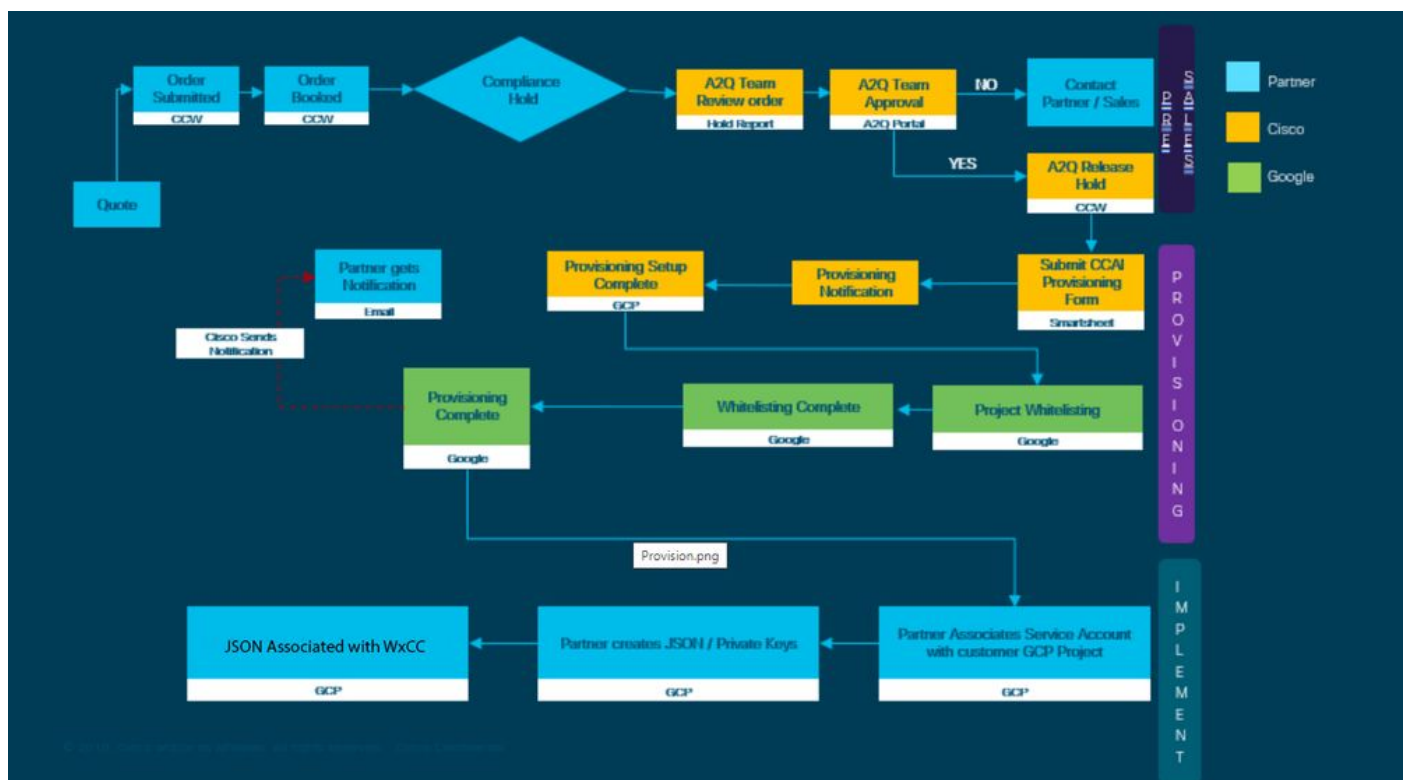 Order
Submitted
CCW
Order
Booked
CCW
Compliance
Hold
A2Q Team
Review order
Hold Report
A2Q Team
Approval
A2Q Portal
NO
Contact
Partner / Sales
YES
A2Q Release
Hold
CCW
Quote
PRE
SALES
Partner
Cisco
Google
Partner gets
Notification
Email
Cisco Sends
Notification
Provisioning Setup
Complete
GCP
Provisioning
Notification
Submit CCAI
Provisioning
Form
Smartsheet
Provisioning
Complete
Google
Whitelisting Complete
Google
Project Whitelisting
Google
PROVISIONING
Provision.png
JSON Associated with WxCC
GCP
Partner creates JSON / Private Keys
GCP
Partner Associates Service Account
with customer GCP Project
GCP
IMPLEMENT